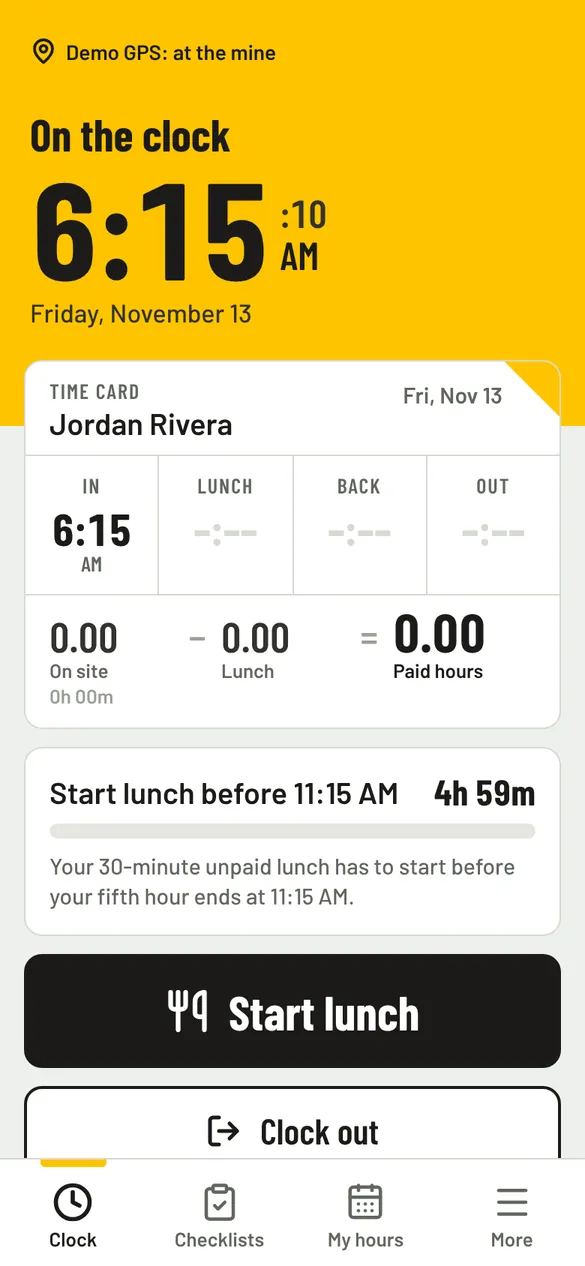 Demo GPS: at the mine
On the clock
6:15 :10 AM
Friday, November 13
TIME CARD
Jordan Rivera
Fri, Nov 13
IN LUNCH BACK OUT
6:15 –:–– –:–– –:––
AM
0.00 – 0.00 = 0.00
On site Lunch Paid hours
0h 00m
Start lunch before 11:15 AM 4h 59m
Your 30-minute unpaid lunch has to start before
your fifth hour ends at 11:15 AM.
Start lunch
Clock out
Clock Checklists My hours More